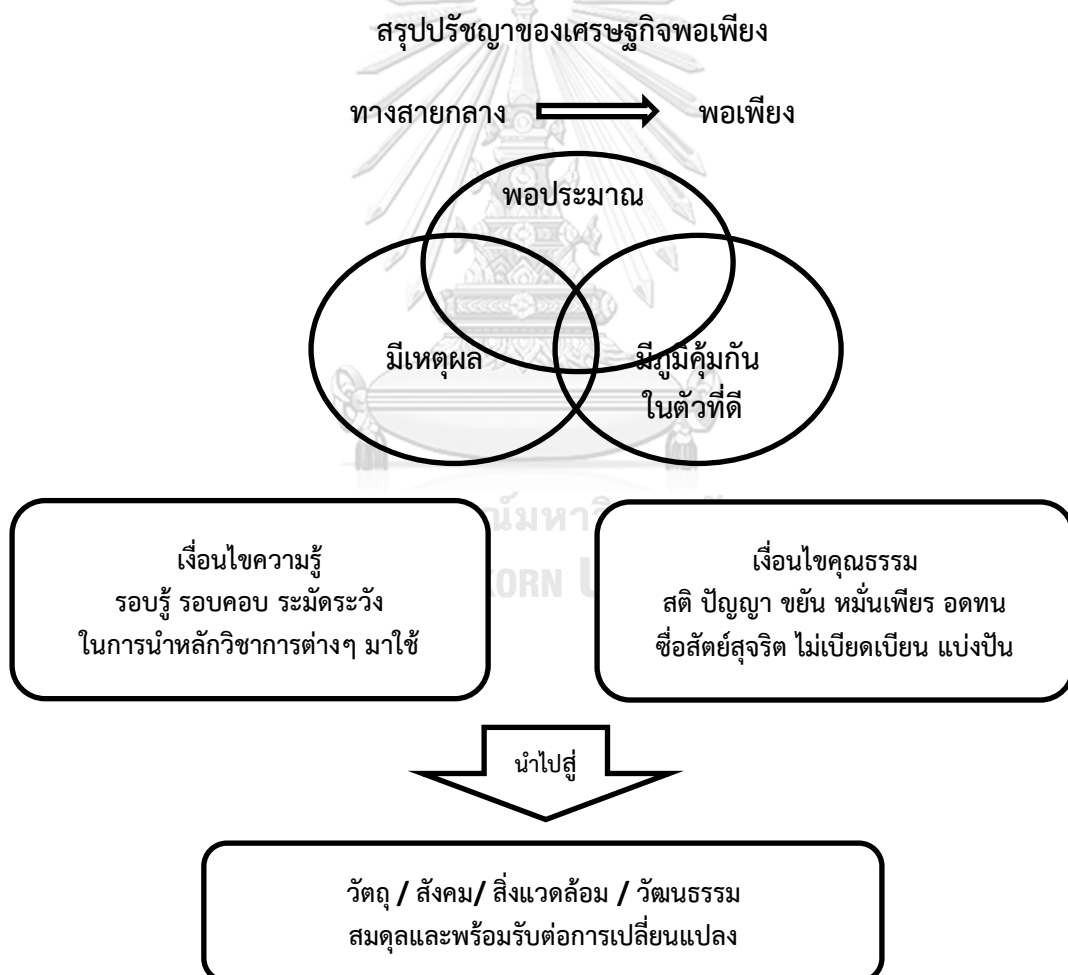 สรุปปรัชญาของเศรษฐกิจพอเพียง
ทางสายกลาง พอเพียง
พอประมาณ
มีเหตุผล
มีภูมิคุ้มกัน
ในตัวที่ดี
เงื่อนไขความรู้
รอบรู้ รอบคอบ ระมัดระวัง
ในการนำหลักวิชาการต่างๆ มาใช้
เงื่อนไขคุณธรรม
สติ ปัญญา ขยัน หมั่นเพียร อดทน
ซื่อสัตย์สุจริต ไม่เบียดเบียน แบ่งปัน
นำไปสู่
วัตถุ / สังคม/ สิ่งแวดล้อม / วัฒนธรรม
สมดุลและพร้อมรับต่อการเปลี่ยนแปลง